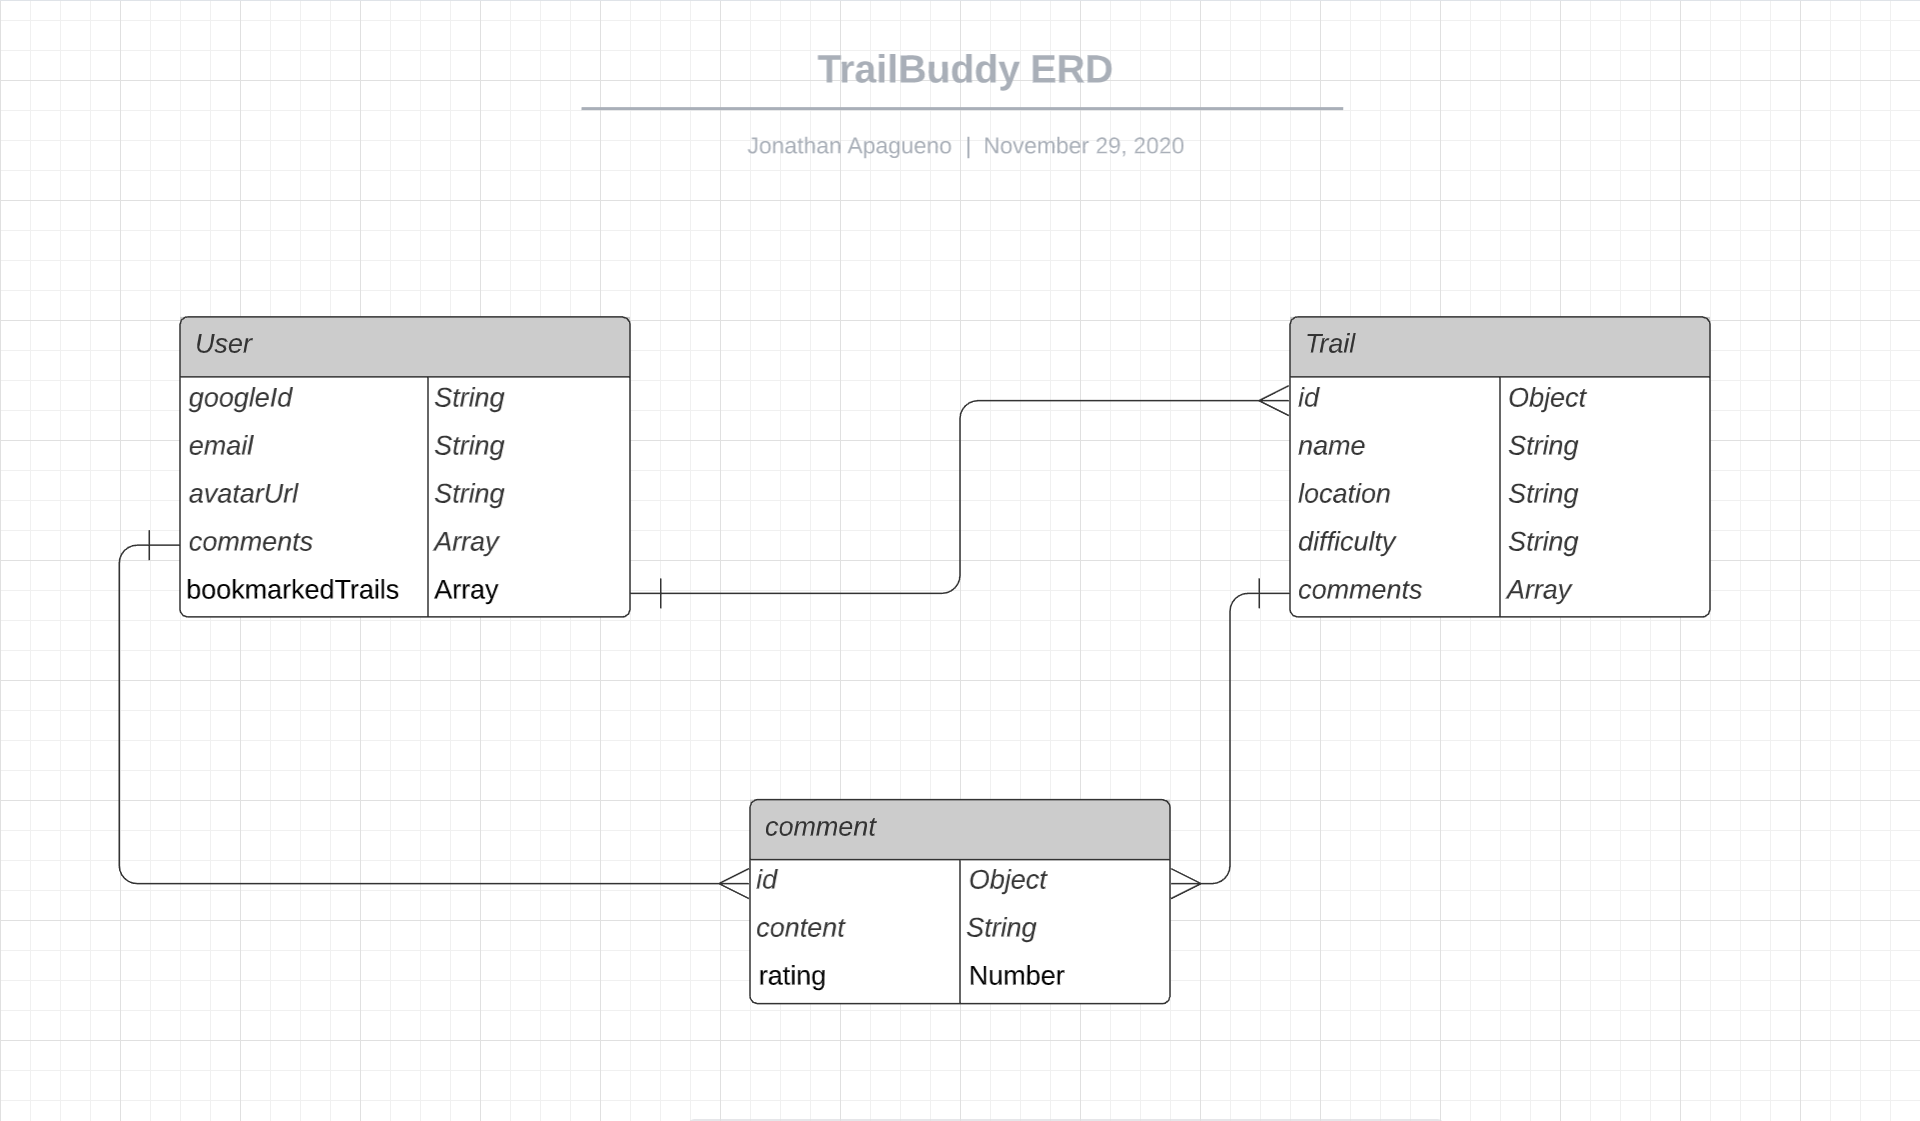 TrailBuddy ERD
Jonathan Apagueno | November 29, 2020
User
googleId String
email String
avatarUrl String
comments Array
bookmarkedTrails Array
Trail
id Object
name String
location String
difficulty String
comments Array
comment
id Object
content String
rating Number